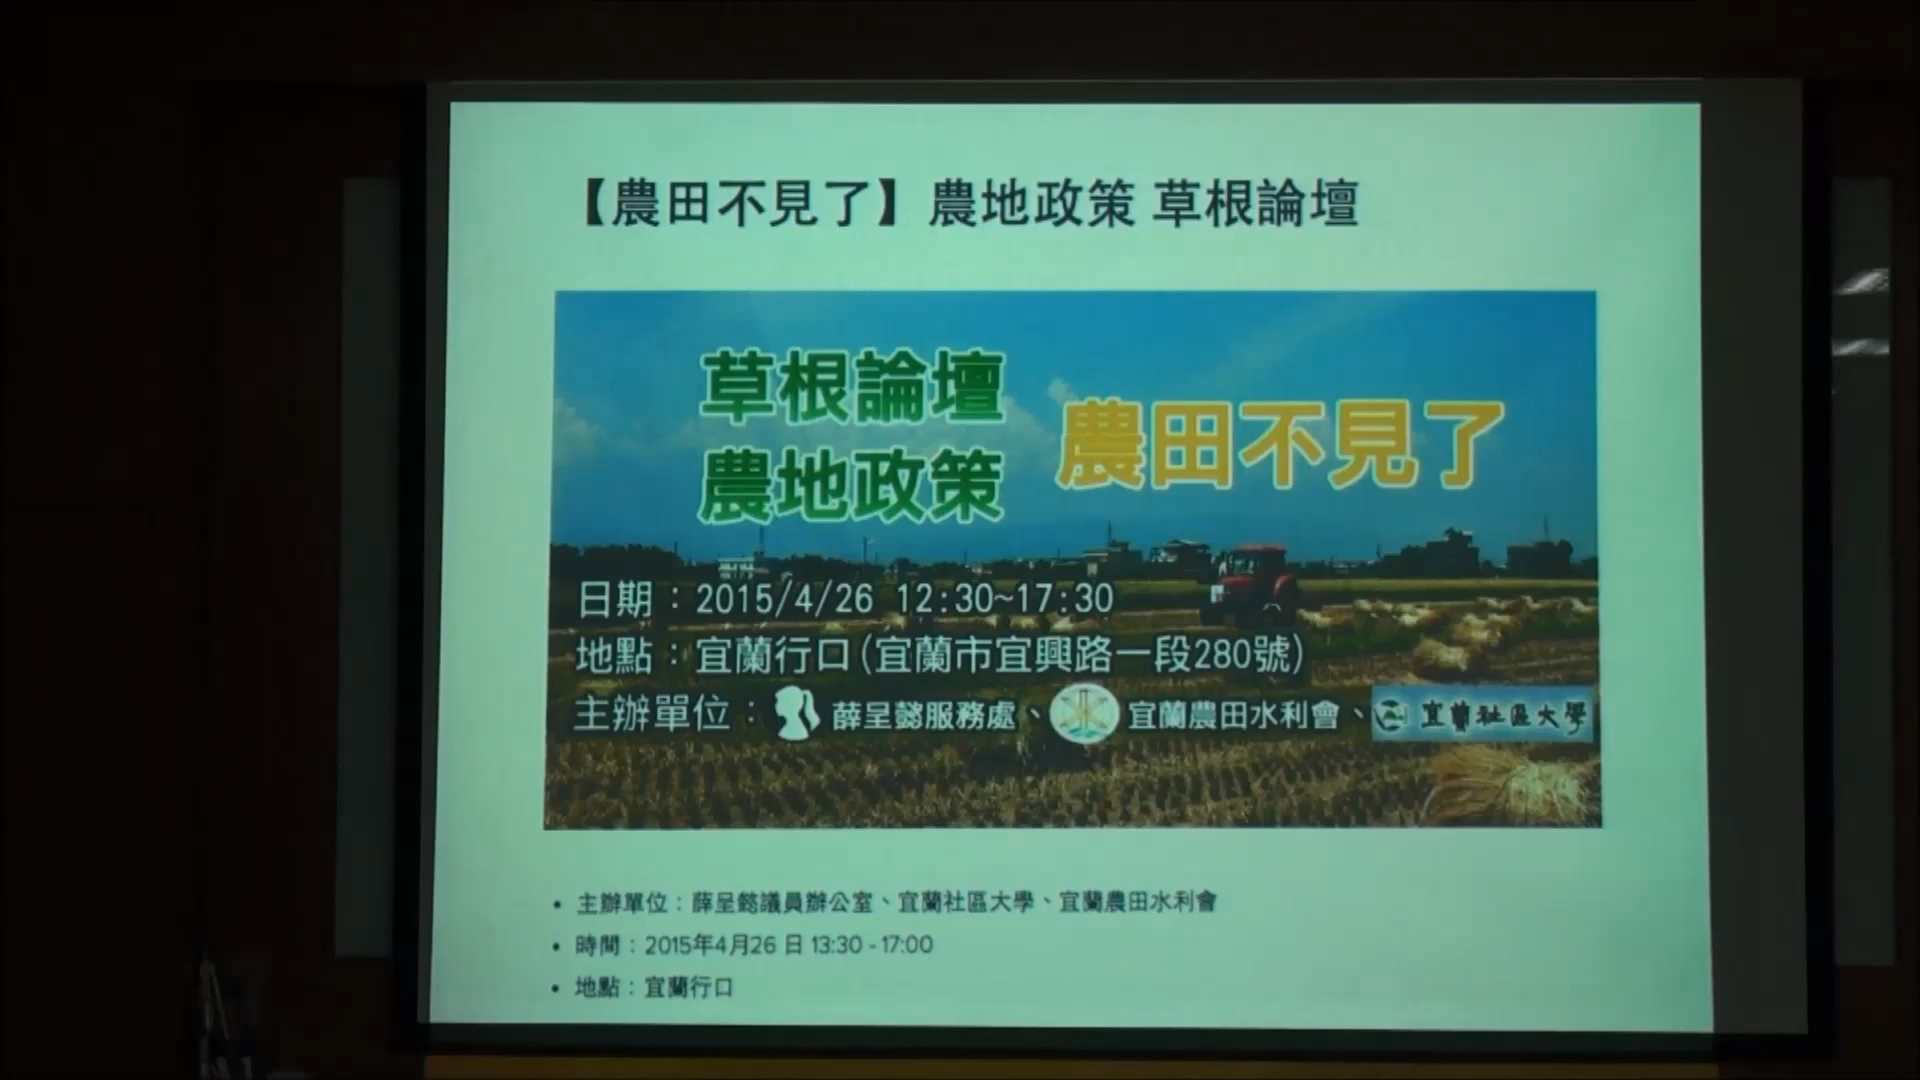 【農田不見了】農地政策 草根論壇
草根論壇
農地政策
農田不見了
日期：2015/4/26 12:30~17:30
地點：宜蘭行口(宜蘭市宜興路一段280號)
主辦單位： 薛呈懿服務處、 宜蘭農田水利會、 宜蘭社區大學
• 主辦單位：薛呈懿議員辦公室、宜蘭社區大學、宜蘭農田水利會
• 時間：2015年4月26 日 13:30 - 17:00
• 地點：宜蘭行口